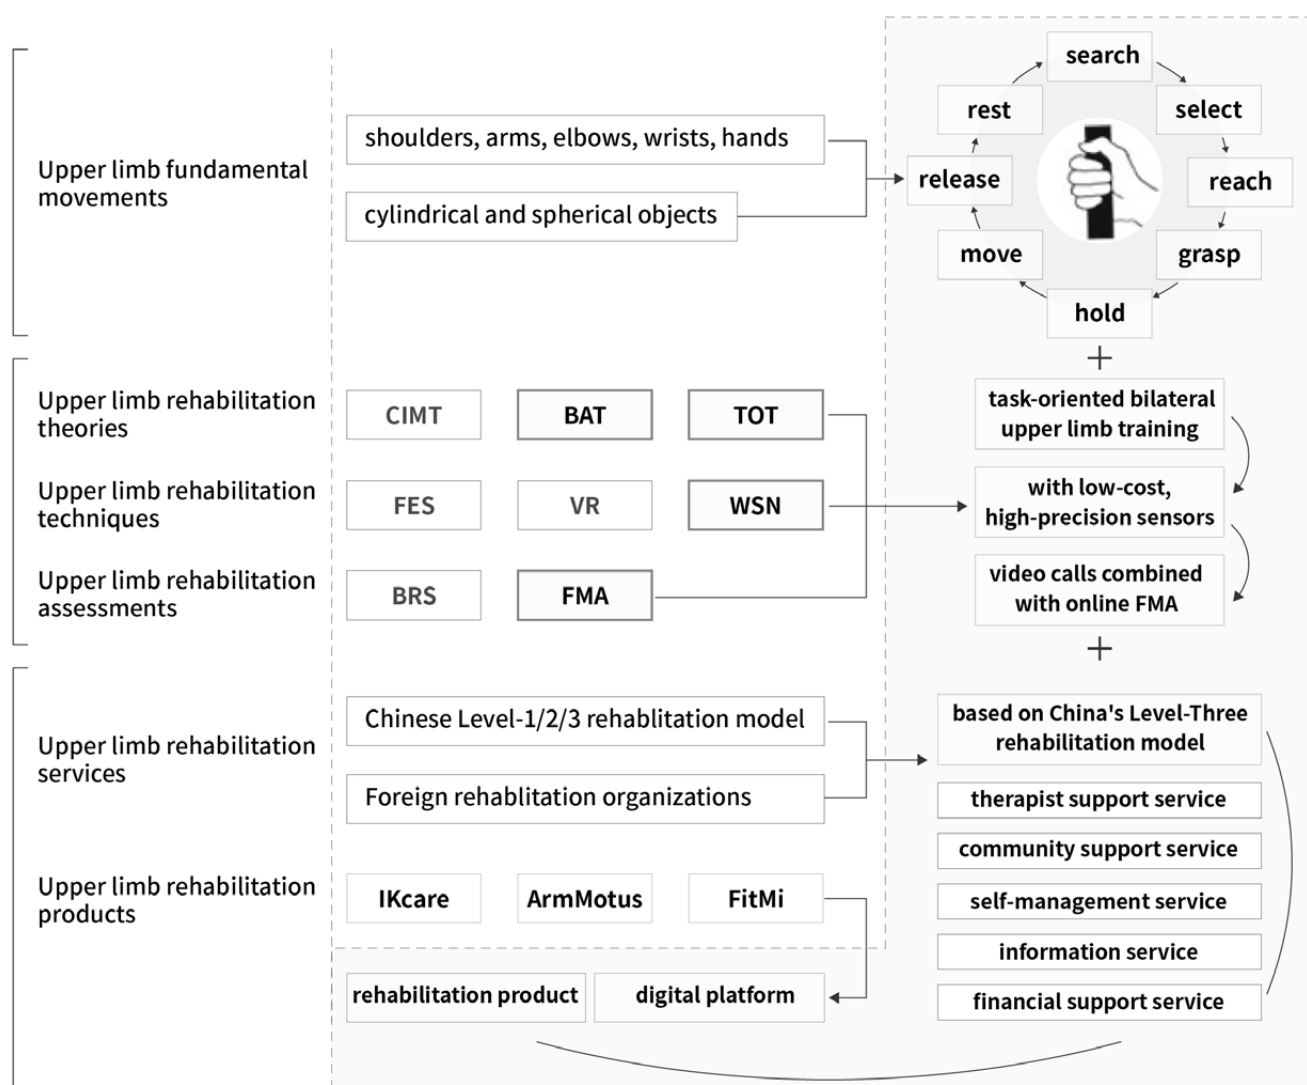 Upper limb fundamental
movements
shoulders, arms, elbows, wrists, hands
cylindrical and spherical objects
search
select
reach
grasp
hold
move
release
rest
+
Upper limb rehabilitation
theories
CIMT
BAT
TOT
Upper limb rehabilitation
techniques
FES
VR
WSN
Upper limb rehabilitation
assessments
BRS
FMA
task-oriented bilateral
upper limb training
with low-cost,
high-precision sensors
video calls combined
with online FMA
+
Upper limb rehabilitation
services
Chinese Level-1/2/3 rehablitation model
Foreign rehablitation organizations
Upper limb rehabilitation
products
IKcare
ArmMotus
FitMi
rehabilitation product
digital platform
based on China's Level-Three
rehabilitation model
therapist support service
community support service
self-management service
information service
financial support service